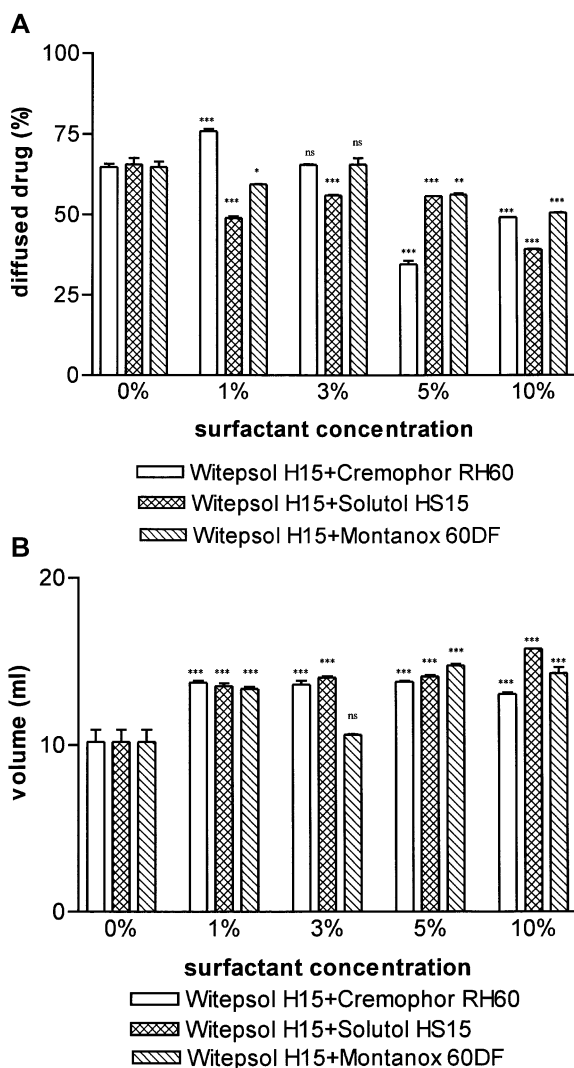 A
100
75
50
25
0
diffused drug (%)
***
***
*
ns
***
ns
***
***
**
***
***
***
0% 1% 3% 5% 10%
surfactant concentration
Witepsol H15+Cremophor RH60
Witepsol H15+Solutol HS15
Witepsol H15+Montanox 60DF
B
20
10
0
volume (ml)
***
***
***
***
***
ns
***
***
***
***
***
***
0% 1% 3% 5% 10%
surfactant concentration
Witepsol H15+Cremophor RH60
Witepsol H15+Solutol HS15
Witepsol H15+Montanox 60DF